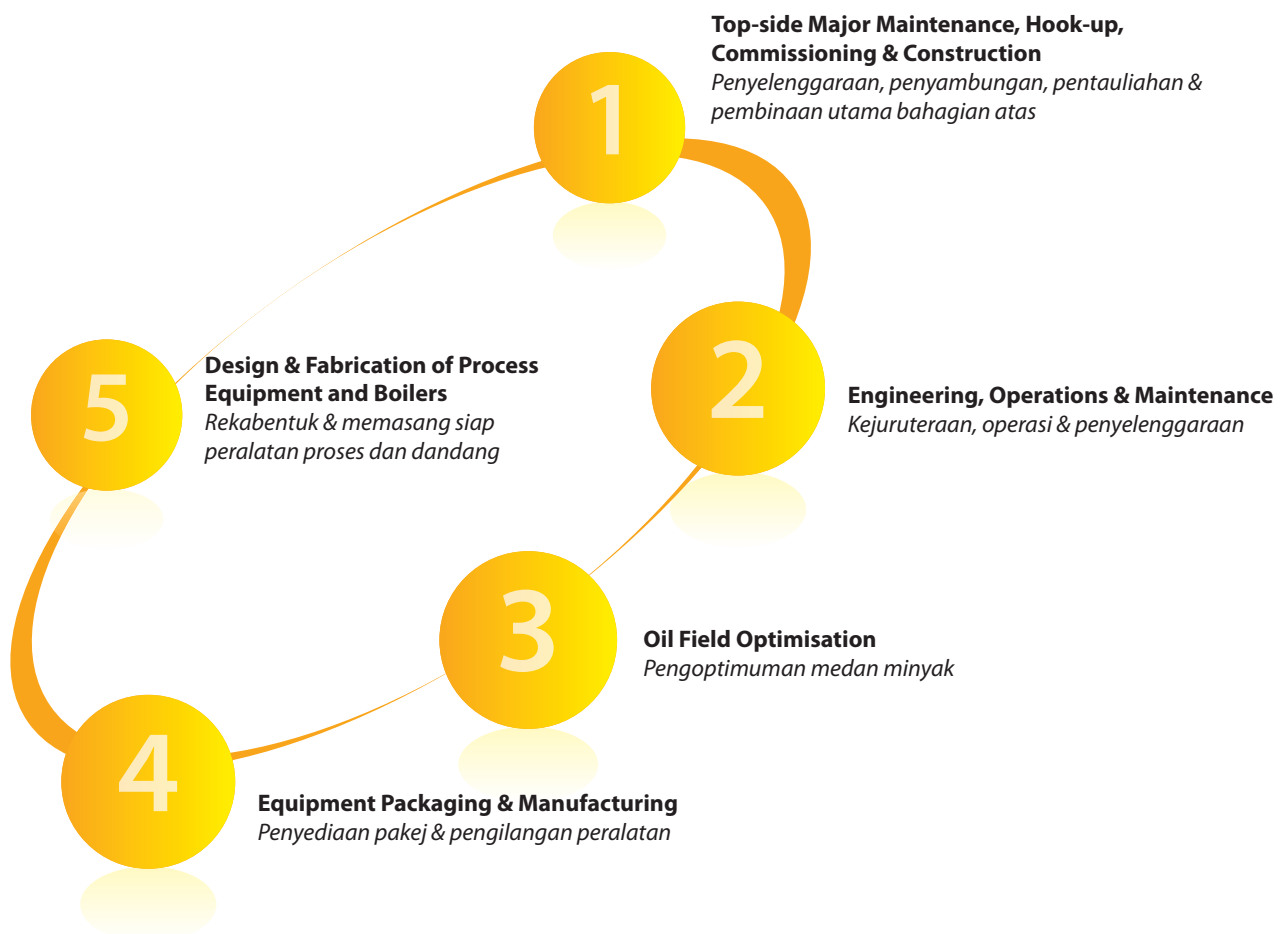 1
Top-side Major Maintenance, Hook-up,
Commissioning & Construction
Penyelenggaraan, penyambungan, pentauliahan &
pembinaan utama bahagian atas
2
Engineering, Operations & Maintenance
Kejuruteraan, operasi & penyelenggaraan
3
Oil Field Optimisation
Pengoptimuman medan minyak
4
Equipment Packaging & Manufacturing
Penyediaan pakej & pengilangan peralatan
5
Design & Fabrication of Process
Equipment and Boilers
Rekabentuk & memasang siap
peralatan proses dan dandang